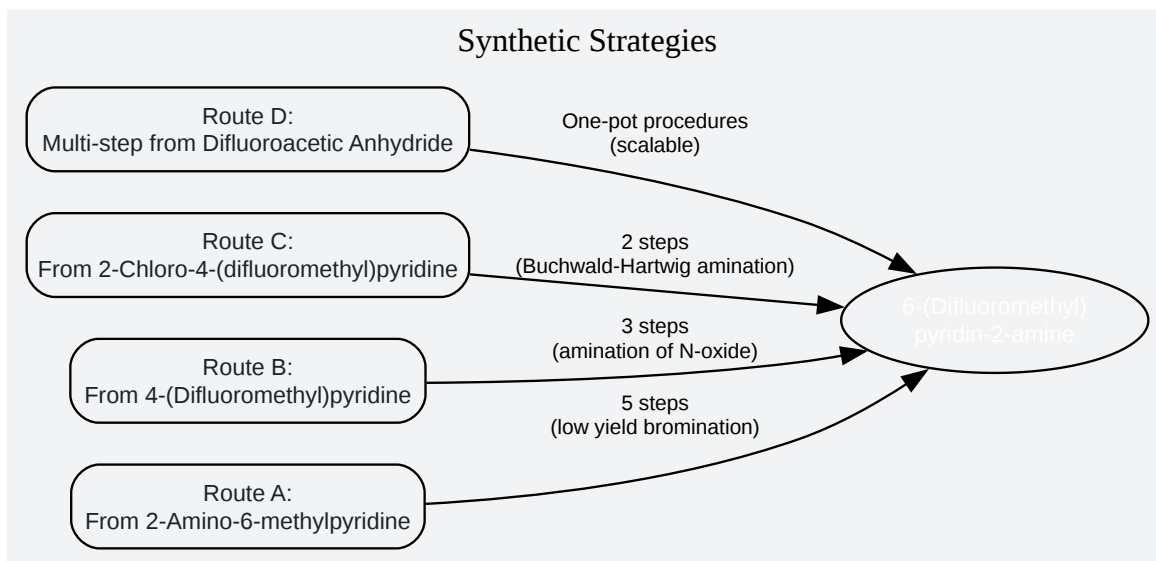 Synthetic Strategies
Route D:
Multi-step from Difluoroacetic Anhydride
One-pot procedures
(scalable)
Route C:
From 2-Chloro-4-(difluoromethyl)pyridine
2 steps
(Buchwald-Hartwig amination)
6-(Difluoromethyl)
pyridin-2-amine
Route B:
From 4-(Difluoromethyl)pyridine
3 steps
(amination of N-oxide)
Route A:
From 2-Amino-6-methylpyridine
5 steps
(low yield bromination)